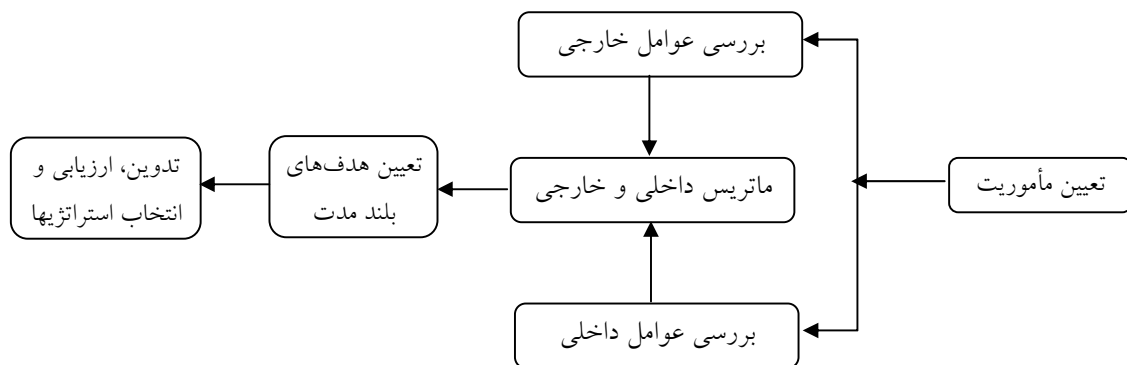 بررسی عوامل خارجی
تعیین مأموریت
ماتریس داخلی و خارجی
تعیین هدف‌های
بلند مدت
تدوین، ارزیابی و
انتخاب استراتژیها
بررسی عوامل داخلی